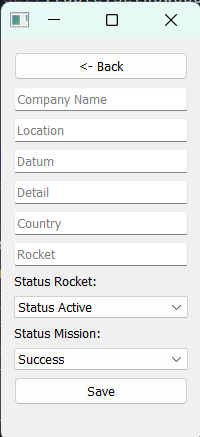 <- Back
Company Name
Location
Datum
Detail
Country
Rocket
Status Rocket:
Status Active
Status Mission:
Success
Save